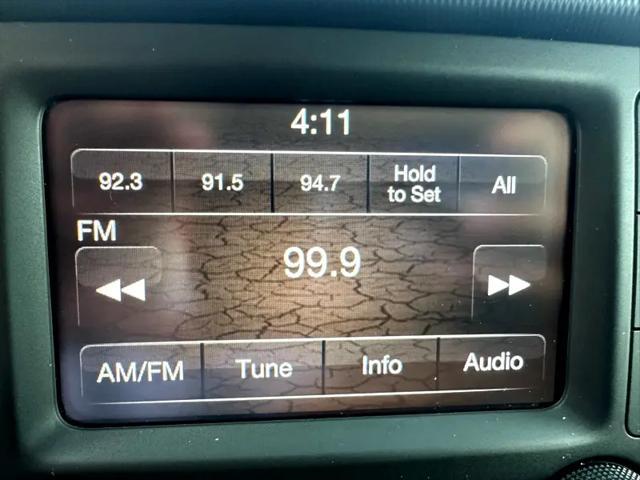 4:11
92.3 91.5 94.7 Hold to Set All
FM
99.9
AM/FM Tune Info Audio